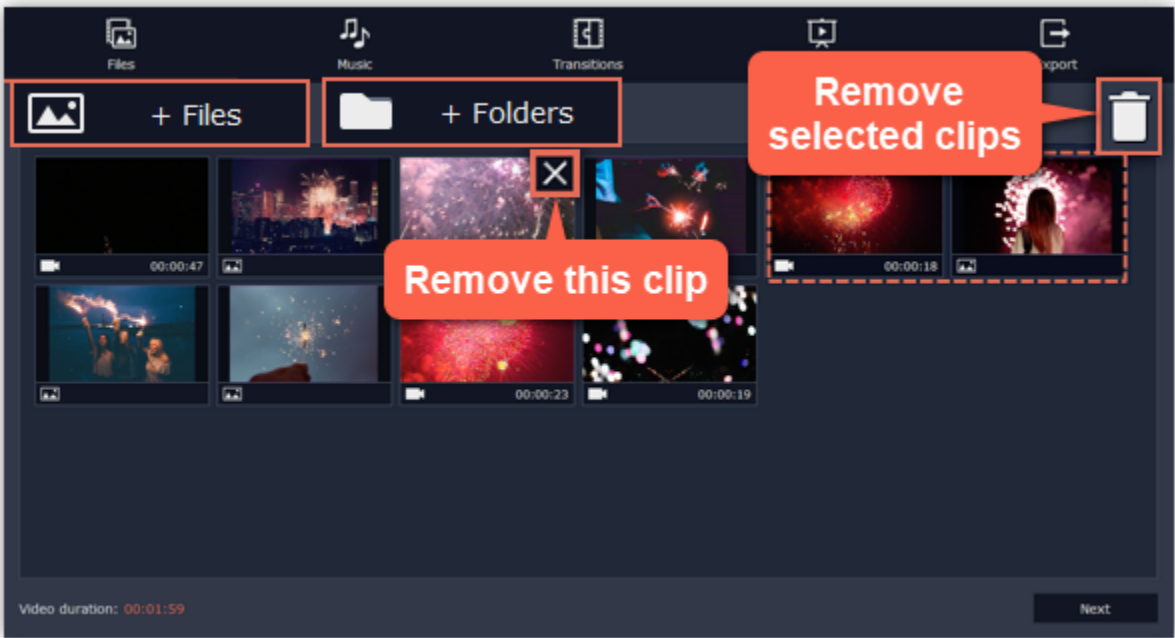 Files
Music
Transitions
xport
+ Files
+ Folders
Remove
selected clips
00:00:47
Remove this clip
00:00:18
00:00:23
00:00:19
Video duration: 00:01:59
Next